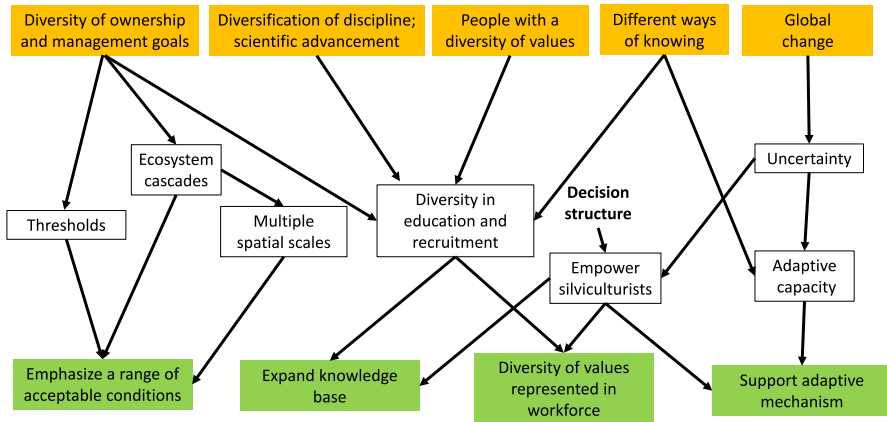 Diversity of ownership
and management goals
Diversification of discipline;
scientific advancement
People with a
diversity of values
Different ways
of knowing
Global
change
Ecosystem
cascades
Uncertainty
Thresholds
Multiple
spatial scales
Diversity in
education and
recruitment
Decision
structure
Empower
silviculturists
Adaptive
capacity
Emphasize a range of
acceptable conditions
Expand knowledge
base
Diversity of values
represented in
workforce
Support adaptive
mechanism